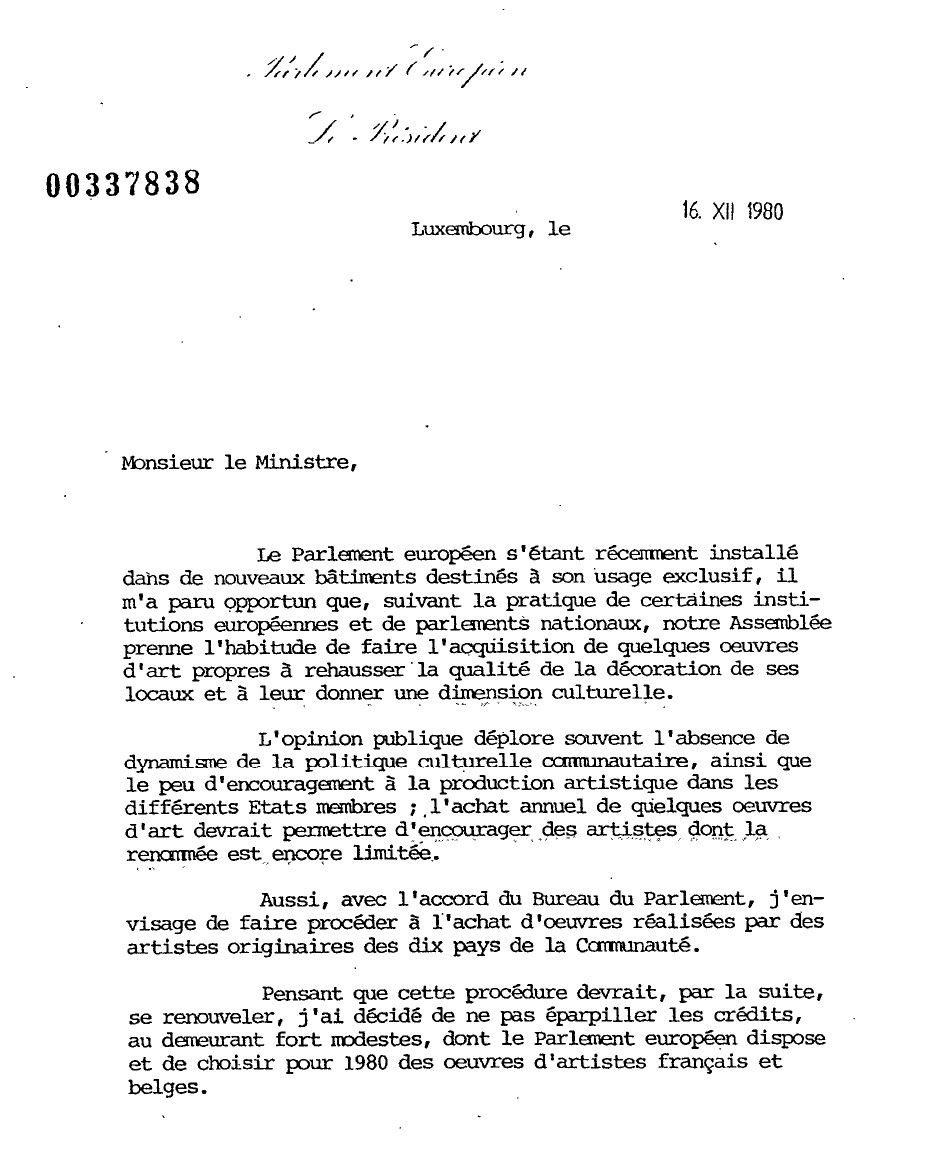 Parlement Européen
Le Président
00337838
16. XII 1980
Luxembourg, le
Monsieur le Ministre,
Le Parlement européen s'étant récemment installé
dans de nouveaux bâtiments destinés à son usage exclusif, il
m'a paru opportun que, suivant la pratique de certaines insti-
tutions européennes et de parlements nationaux, notre Assemblée
prenne l'habitude de faire l'acquisition de quelques oeuvres
d'art propres à rehausser la qualité de la décoration de ses
locaux et à leur donner une dimension culturelle.
L'opinion publique déplore souvent l'absence de
dynamisme de la politique culturelle communautaire, ainsi que
le peu d'encouragement à la production artistique dans les
différents Etats membres ; l'achat annuel de quelques oeuvres
d'art devrait permettre d'encourager des artistes dont la
renommée est encore limitée.
Aussi, avec l'accord du Bureau du Parlement, j'en-
visage de faire procéder à l'achat d'oeuvres réalisées par des
artistes originaires des dix pays de la Communauté.
Pensant que cette procédure devrait, par la suite,
se renouveler, j'ai décidé de ne pas éparpiller les crédits,
au demeurant fort modestes, dont le Parlement européen dispose
et de choisir pour 1980 des oeuvres d'artistes français et
belges.